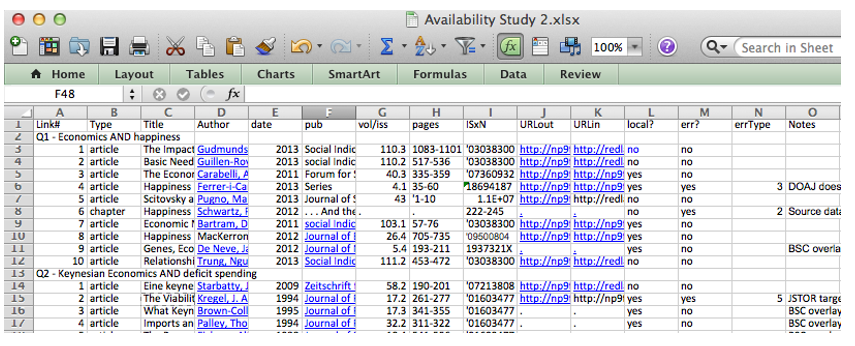 Availability Study 2.xlsx
100% Search in Sheet
Home Layout Tables Charts SmartArt Formulas Data Review
F48 fx
A B C D E F G H I J K L M N O
1 Link# Type Title Author date pub vol/iss pages ISxN URLout URLin local? err? errType Notes
2 Q1 - Economics AND happiness
3 1 article The Impact Gudmunds 2013 Social Indic 110.3 1083-1101 '03038300 http://np9 http://redl no no
4 2 article Basic Need Guillen-Roy 2013 social Indic 110.2 517-536 '03038300 http://np9 http://redl no no
5 3 article The Econor Carabelli, A 2011 Forum for S 40.3 335-359 '07360932 http://np9 http://np9 yes no
6 4 article Happiness Ferrer-i-Ca 2013 Series 4.1 35-60 18694187 http://np9 http://np9 yes yes 3 DOAJ does
7 5 article Scitovsky a Pugno, Ma 2013 Journal of S 43 '1-10 1.1E+07 http://np9 http://redl no no
8 6 chapter Happiness Schwartz, F 2012 . . . And the . 222-245 . . no yes 2 Source data
9 7 article Economic N Bartram, D 2011 social Indic 103.1 57-76 '03038300 http://np9 http://redl no no
10 8 article Happiness MacKerron 2012 Journal of E 26.4 705-735 '09500804 http://np9 http://np9 yes no
11 9 article Genes, Eco De Neve, Ja 2012 Journal of 5.4 193-211 1937321X . . yes no BSC overla
12 10 article Relationshi Trung, Ngu 2013 Social Indic 111.2 453-472 '03038300 http://np9 http://redl no no
13 Q2 - Keynesian Economics AND deficit spending
14 1 article Eine keyne Starbatty, J 2009 Zeitschrift 58.2 190-201 '07213808 http://np9 http://redl no no
15 2 article The Viabilit Kregel, J. A 1994 Journal of 17.2 261-277 '01603477 http://np9 http://np9 yes yes 5 JSTOR targe
16 3 article What Keyn Brown-Coll 1995 Journal of 17.3 341-355 '01603477 . . yes no BSC overlay
17 4 article Imports an Palley, Tho 1994 Journal of 32.2 311-322 '01603477 . . yes no BSC overlay